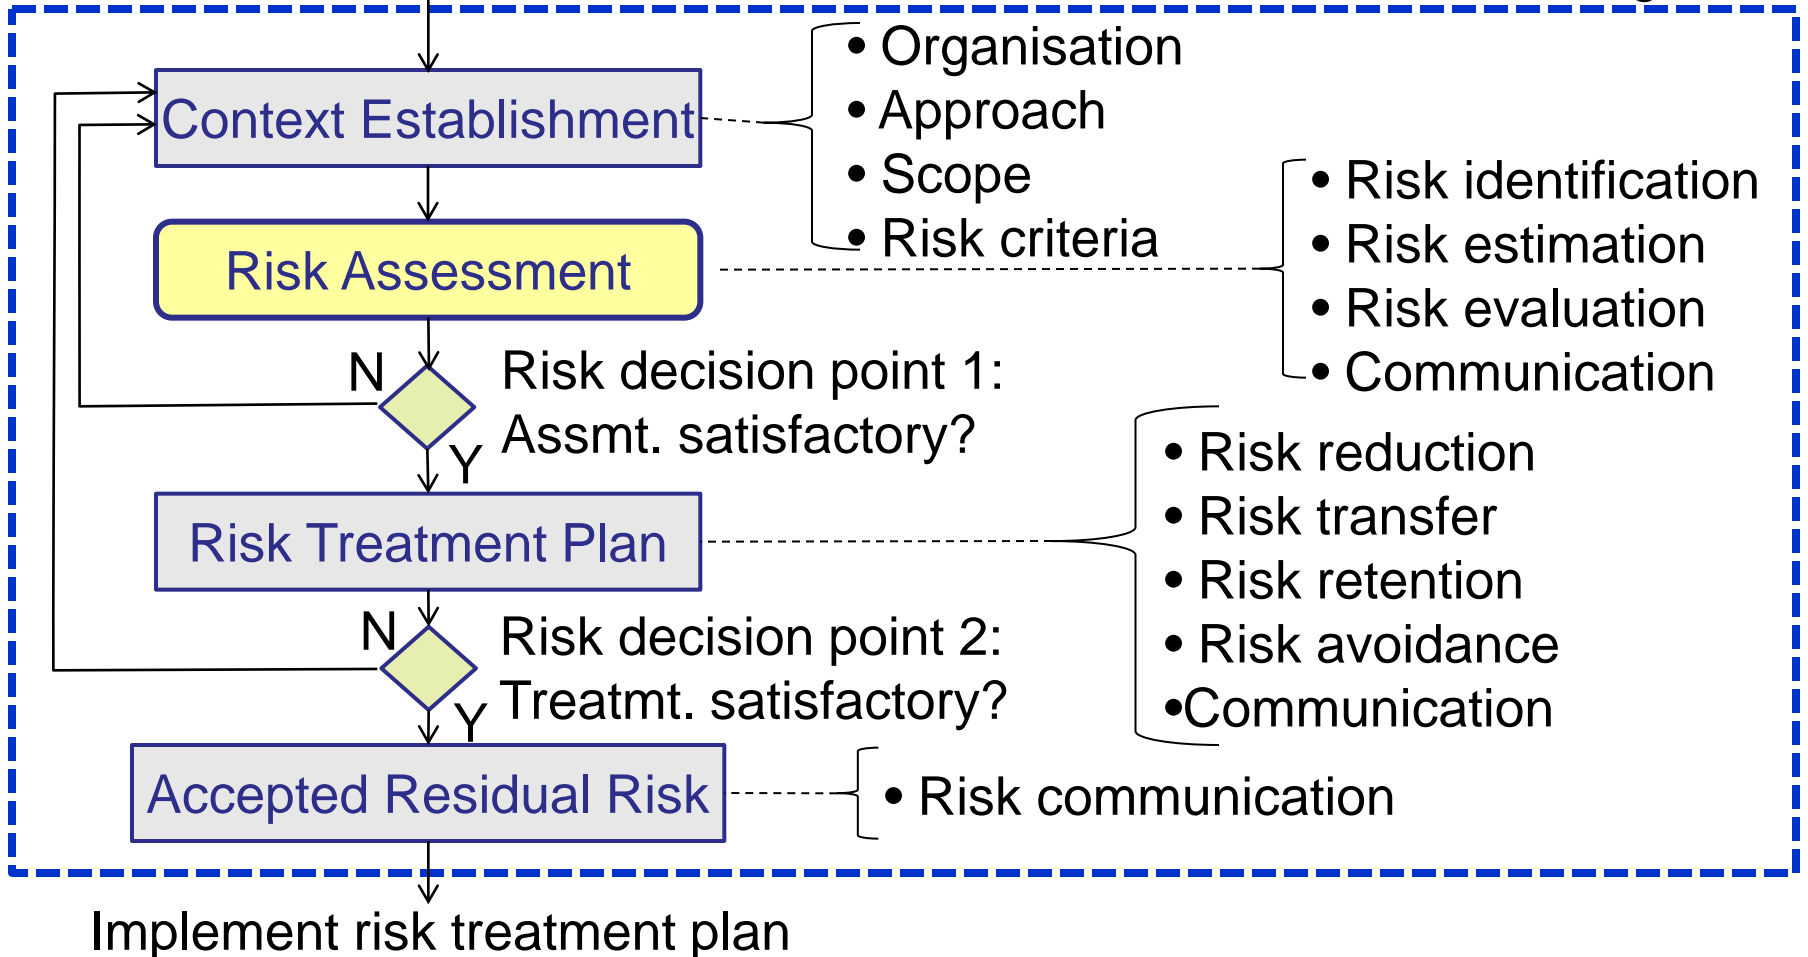 • Organisation
Context Establishment
• Approach
• Scope
• Risk criteria
Risk Assessment
• Risk identification
• Risk estimation
• Risk evaluation
• Communication
N
Risk decision point 1:
Assmt. satisfactory?
Y
Risk Treatment Plan
• Risk reduction
• Risk transfer
• Risk retention
• Risk avoidance
•Communication
N
Risk decision point 2:
Treatmt. satisfactory?
Y
Accepted Residual Risk
• Risk communication
Implement risk treatment plan